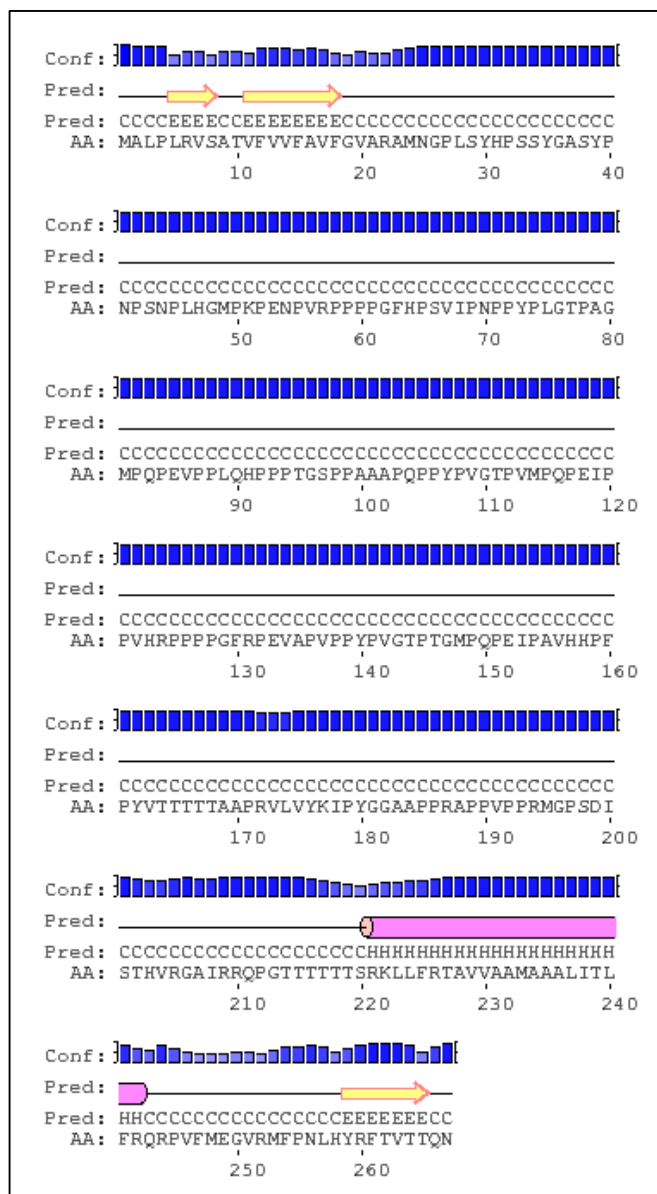 Conf:
Pred:
Pred: CCCCEEEECCEEEEEEEECCCCCCCCCCCCCCCCCCCCCC
AA: MALPLRVSATVFVVFAVFGVARAMNGPLSYHPSSYGASYP
10 20 30 40
Conf:
Pred:
Pred: CCCCCCCCCCCCCCCCCCCCCCCCCCCCCCCCCCCCCCCC
AA: NPSNPLHGMPKPENPVRPPPPGFHPSVIPNPPYPLGTPAG
50 60 70 80
Conf:
Pred:
Pred: CCCCCCCCCCCCCCCCCCCCCCCCCCCCCCCCCCCCCCCC
AA: MPQPEVPPLQHPPPTGSPPAAAPQPPYPVGTPVMPQPEIP
90 100 110 120
Conf:
Pred:
Pred: CCCCCCCCCCCCCCCCCCCCCCCCCCCCCCCCCCCCCCCC
AA: PVHRPPPPGFRPEVAPVPPYPVGTPTGMPQPEIPAVHHPF
130 140 150 160
Conf:
Pred:
Pred: CCCCCCCCCCCCCCCCCCCCCCCCCCCCCCCCCCCCCCCC
AA: PYVTTTTTAAPRVLVYKIPYGGAAPPRAPPVPPRMGPSDI
170 180 190 200
Conf:
Pred:
Pred: CCCCCCCCCCCCCCCCCCCCHHHHHHHHHHHHHHHHHHHH
AA: STHVRGAIRRQPGTTTTTTSRKLLFRTAVVAAMAAALITL
210 220 230 240
Conf:
Pred:
Pred: HHCCCCCCCCCCCCCCCCEEEEEEECC
AA: FRQRPVFMEGVRMFPNLHYRFTVTTQN
250 260